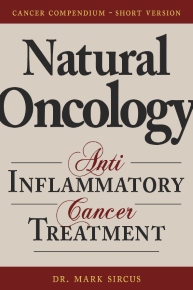 CANCER COMPENDIUM - SHORT VERSION
Natural
Oncology
Anti
INFLAMMATORY
Cancer
TREATMENT
DR. MARK SIRCUS